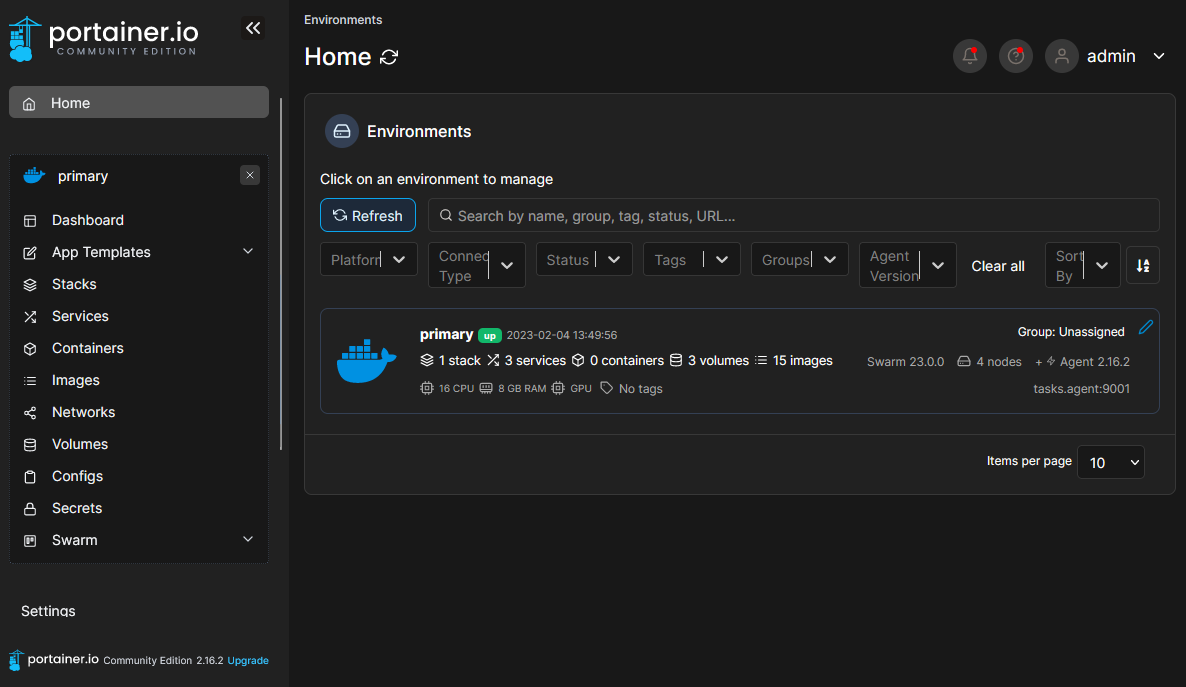 portainer.io
COMMUNITY EDITION
Home
primary
Dashboard
App Templates
Stacks
Services
Containers
Images
Networks
Volumes
Configs
Secrets
Swarm
Settings
portainer.io Community Edition 2.16.2 Upgrade
Environments
Home
admin
Environments
Click on an environment to manage
Refresh
Search by name, group, tag, status, URL...
Platforr
Connec
Type
Status
Tags
Groups
Agent
Version
Clear all
Sort
By
primary up 2023-02-04 13:49:56
Group: Unassigned
1 stack 3 services 0 containers 3 volumes 15 images
Swarm 23.0.0 4 nodes + Agent 2.16.2
16 CPU 8 GB RAM GPU No tags
tasks.agent:9001
Items per page 10